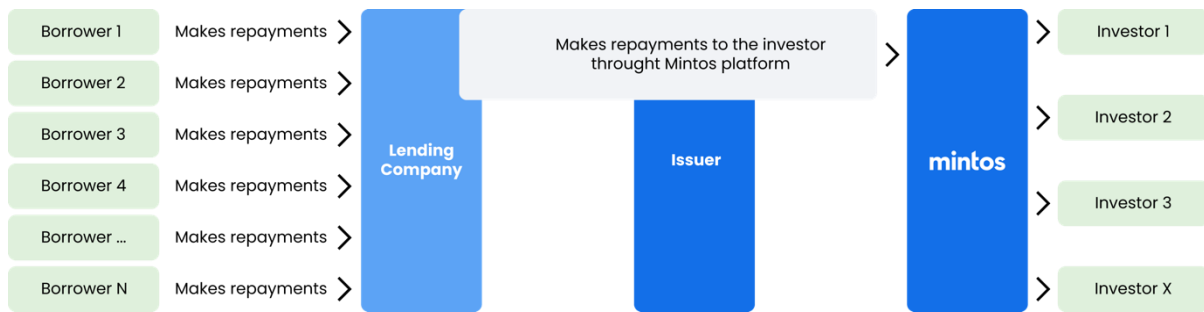 Borrower 1 Makes repayments
Borrower 2 Makes repayments
Borrower 3 Makes repayments
Borrower 4 Makes repayments
Borrower ... Makes repayments
Borrower N Makes repayments
Lending
Company
Makes repayments to the investor
throught Mintos platform
Issuer
mintos
Investor 1
Investor 2
Investor 3
Investor X